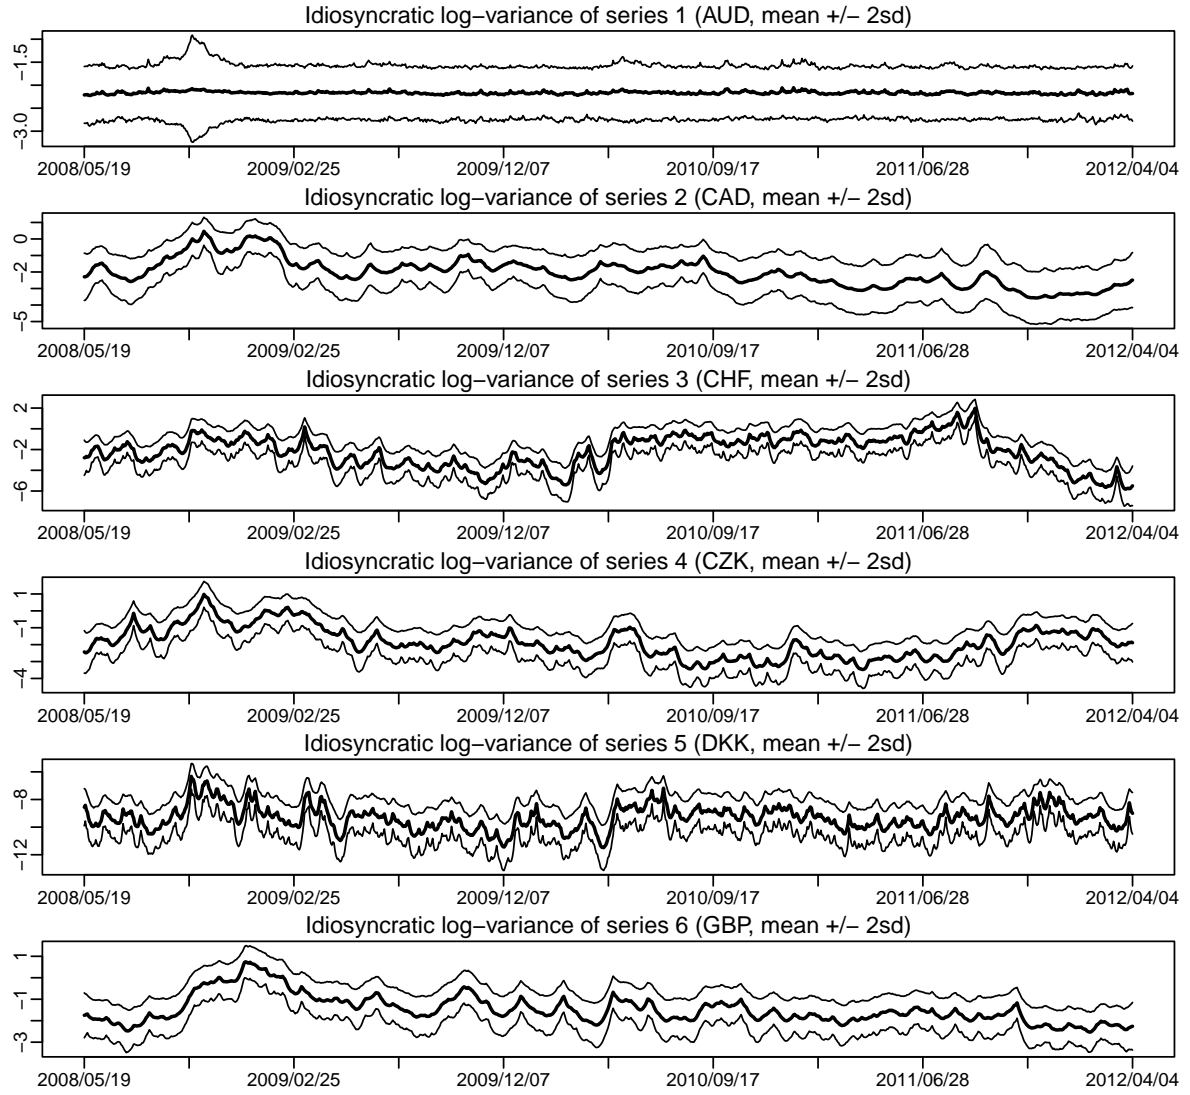 Idiosyncratic log−variance of series 1 (AUD, mean +/− 2sd)
−1.5
−3.0
2008/05/19 2009/02/25 2009/12/07 2010/09/17 2011/06/28 2012/04/04
Idiosyncratic log−variance of series 2 (CAD, mean +/− 2sd)
0
−2
−5
2008/05/19 2009/02/25 2009/12/07 2010/09/17 2011/06/28 2012/04/04
Idiosyncratic log−variance of series 3 (CHF, mean +/− 2sd)
2
−2
−6
2008/05/19 2009/02/25 2009/12/07 2010/09/17 2011/06/28 2012/04/04
Idiosyncratic log−variance of series 4 (CZK, mean +/− 2sd)
1
−1
−4
2008/05/19 2009/02/25 2009/12/07 2010/09/17 2011/06/28 2012/04/04
Idiosyncratic log−variance of series 5 (DKK, mean +/− 2sd)
−8
−12
2008/05/19 2009/02/25 2009/12/07 2010/09/17 2011/06/28 2012/04/04
Idiosyncratic log−variance of series 6 (GBP, mean +/− 2sd)
1
−1
−3
2008/05/19 2009/02/25 2009/12/07 2010/09/17 2011/06/28 2012/04/04